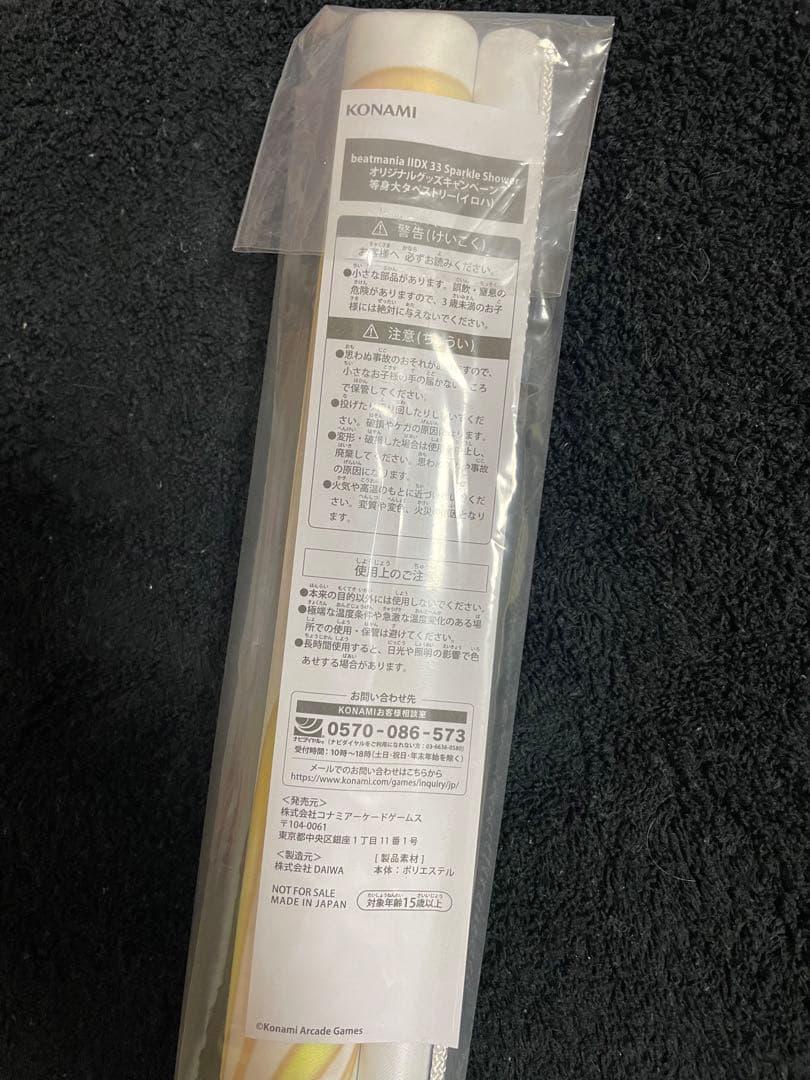 KONAMI
beatmania IIDX 33 Sparkle Shower
オリジナルグッズキャンペーン
等身大タペストリー(イロハ)
⚠ 警告(けいこく)
お客様へ 必ずお読みください。
●小さな部品があります。誤飲・窒息の
危険がありますので、3歳未満のお子
様には絶対に与えないでください。
⚠ 注意(ちゅうい)
●思わぬ事故のおそれが ますので、
小さなお子様の手の届かない ころ
で保管してください。
●投げたり 回したりしないでくだ
さい。破損やケガの原因になります。
●変形・破損した場合は使用 止し、
廃棄してください。思わぬ や事故
の原因になります。
●火気や高温のもとに近づ ないくだ
さい。変質や変色、火災の原因となり
ます。
使用上のご注
●本来の目的以外には使用しないでください。
●極端な温度条件や急激な温度変化のある場
所での使用・保管は避けてください。
●長時間使用すると、日光や照明の影響で色
あせする場合があります。
お問い合わせ先
KONAMIお客様相談室
ナビダイヤル® 0570-086-573
(ナビダイヤルをご利用になれない方:03-6636-0580)
受付時間:10時〜18時(土日・祝日・年末年始を除く)
メールでのお問い合わせはこちらから
https://www.konami.com/games/inquiry/jp/
<発売元>
株式会社コナミアーケードゲームス
〒104-0061
東京都中央区銀座1丁目11番1号
<製造元>
株式会社 DAIWA
[製品素材]
本体:ポリエステル
NOT FOR SALE
MADE IN JAPAN
対象年齢15歳以上
©Konami Arcade Games